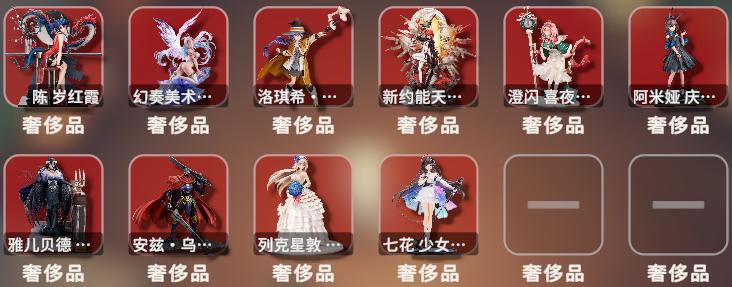 陈 岁红霞
幻奏美术…
洛琪希・…
新约能天…
澄闪 喜夜…
阿米娅 庆…
奢侈品
奢侈品
奢侈品
奢侈品
奢侈品
奢侈品
雅儿贝德 …
安兹・乌…
列克星敦 …
七花 少女…
奢侈品
奢侈品
奢侈品
奢侈品
奢侈品
奢侈品